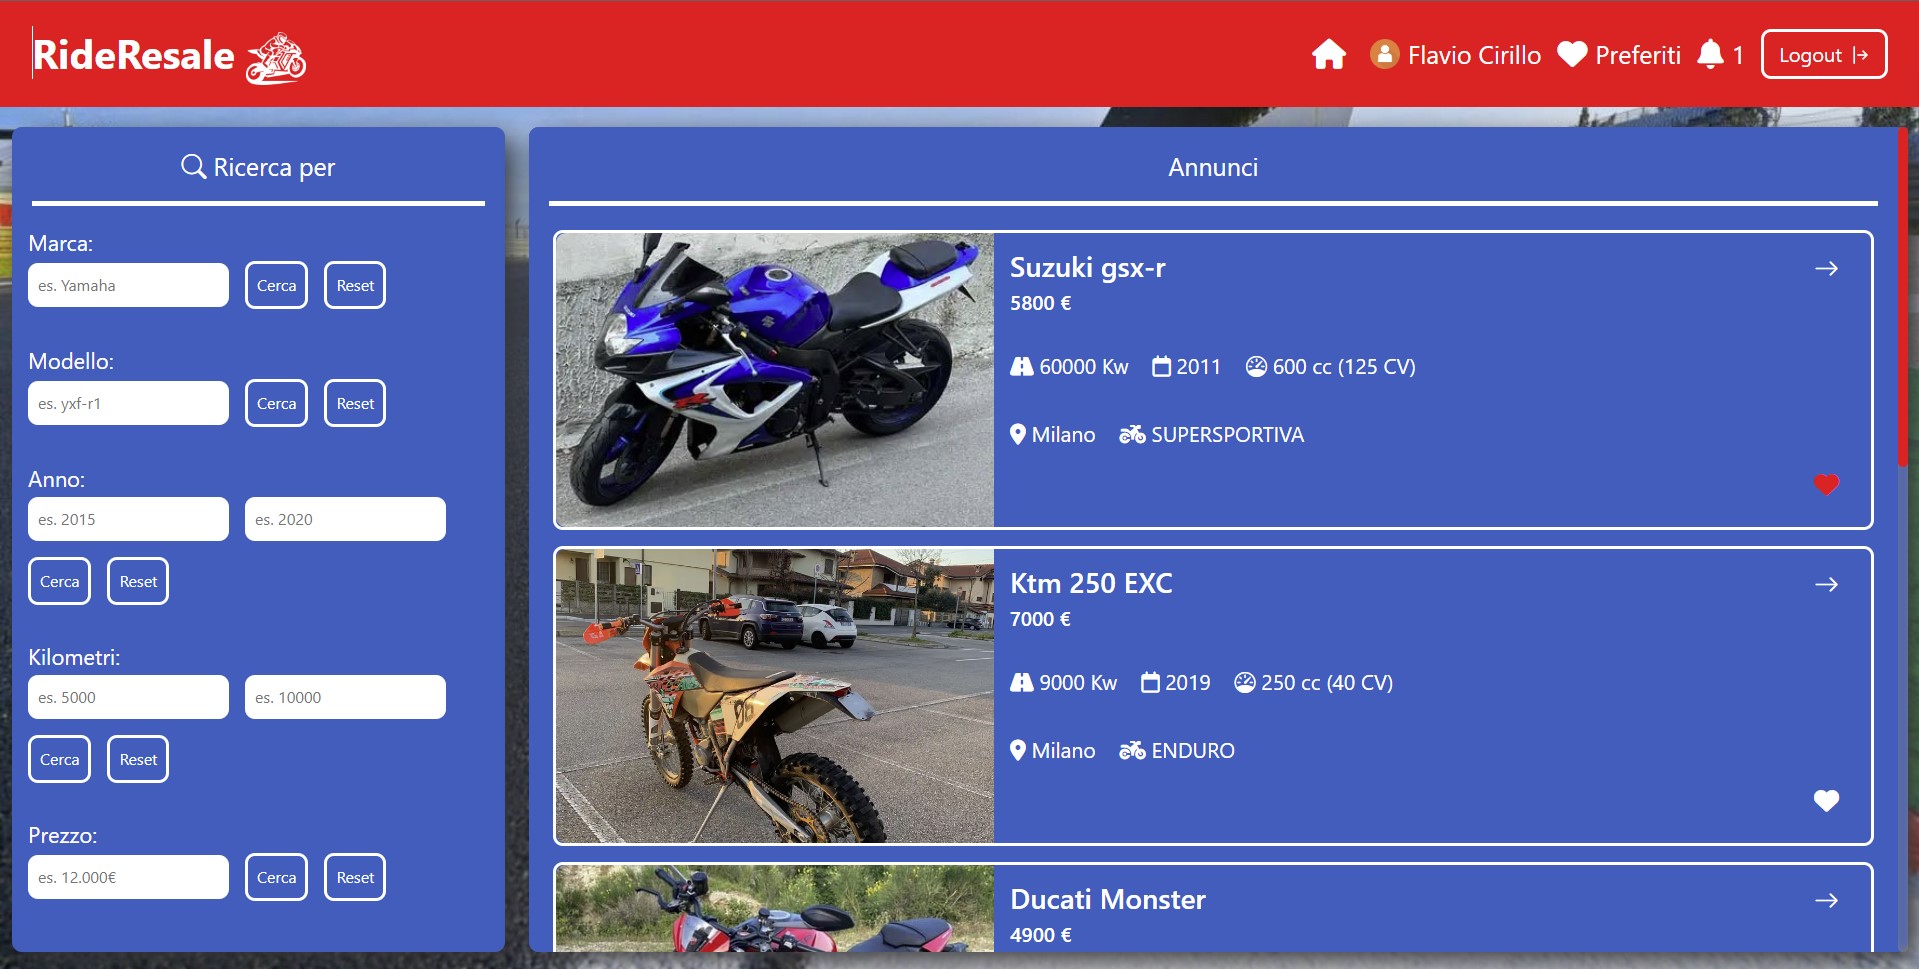 RideResale
Flavio Cirillo Preferiti 1 Logout
Ricerca per
Marca:
es. Yamaha Cerca Reset
Modello:
es. yxf-r1 Cerca Reset
Anno:
es. 2015 es. 2020
Cerca Reset
Kilometri:
es. 5000 es. 10000
Cerca Reset
Prezzo:
es. 12.000€ Cerca Reset
Annunci
Suzuki gsx-r
5800 €
60000 Kw 2011 600 cc (125 CV)
Milano SUPERSPORTIVA
Ktm 250 EXC
7000 €
9000 Kw 2019 250 cc (40 CV)
Milano ENDURO
Ducati Monster
4900 €